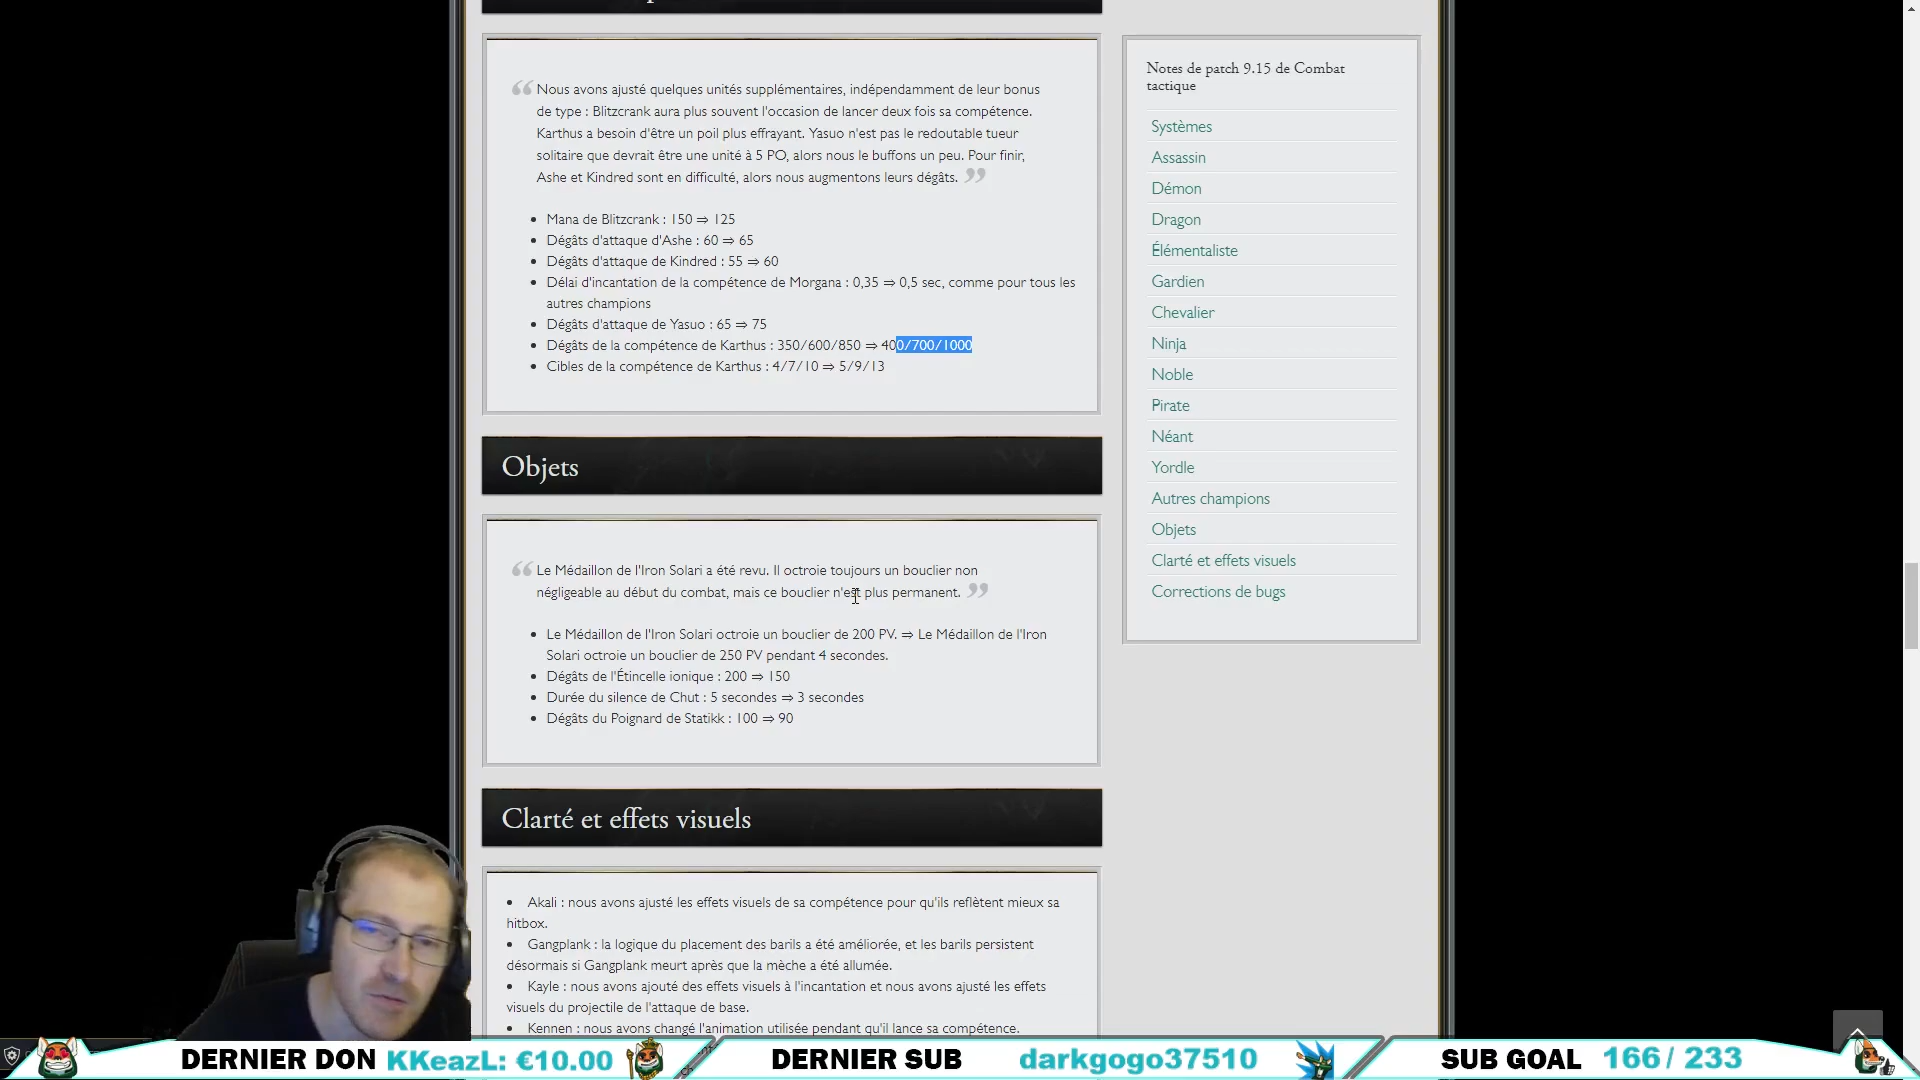 Nous avons ajusté quelques unités supplémentaires, indépendamment de leur bonus
de type : Blitzcrank aura plus souvent l'occasion de lancer deux fois sa compétence.
Karthus a besoin d'être un poil plus effrayant. Yasuo n'est pas le redoutable tueur
solitaire que devrait être une unité à 5 PO, alors nous le buffons un peu. Pour finir,
Ashe et Kindred sont en difficulté, alors nous augmentons leurs dégâts.
• Mana de Blitzcrank : 150 ⇒ 125
• Dégâts d'attaque d'Ashe : 60 ⇒ 65
• Dégâts d'attaque de Kindred : 55 ⇒ 60
• Délai d'incantation de la compétence de Morgana : 0,35 ⇒ 0,5 sec, comme pour tous les
autres champions
• Dégâts d'attaque de Yasuo : 65 ⇒ 75
• Dégâts de la compétence de Karthus : 350/600/850 ⇒ 400/700/1000
• Cibles de la compétence de Karthus : 4/7/10 ⇒ 5/9/13
Objets
Le Médaillon de l'Iron Solari a été revu. Il octroie toujours un bouclier non
négligeable au début du combat, mais ce bouclier n'est plus permanent.
• Le Médaillon de l'Iron Solari octroie un bouclier de 200 PV. ⇒ Le Médaillon de l'Iron
Solari octroie un bouclier de 250 PV pendant 4 secondes.
• Dégâts de l'Étincelle ionique : 200 ⇒ 150
• Durée du silence de Chut : 5 secondes ⇒ 3 secondes
• Dégâts du Poignard de Statikk : 100 ⇒ 90
Clarté et effets visuels
• Akali : nous avons ajusté les effets visuels de sa compétence pour qu'ils reflètent mieux sa
hitbox.
• Gangplank : la logique du placement des barils a été améliorée, et les barils persistent
désormais si Gangplank meurt après que la mèche a été allumée.
• Kayle : nous avons ajouté des effets visuels à l'incantation et nous avons ajusté les effets
visuels du projectile de l'attaque de base.
• Kennen : nous avons changé l'animation utilisée pendant qu'il lance sa compétence.
Notes de patch 9.15 de Combat
tactique
Systèmes
Assassin
Démon
Dragon
Élémentaliste
Gardien
Chevalier
Ninja
Noble
Pirate
Néant
Yordle
Autres champions
Objets
Clarté et effets visuels
Corrections de bugs
DERNIER DON KKeazL: €10.00
DERNIER SUB darkgogo37510
SUB GOAL 166 / 233